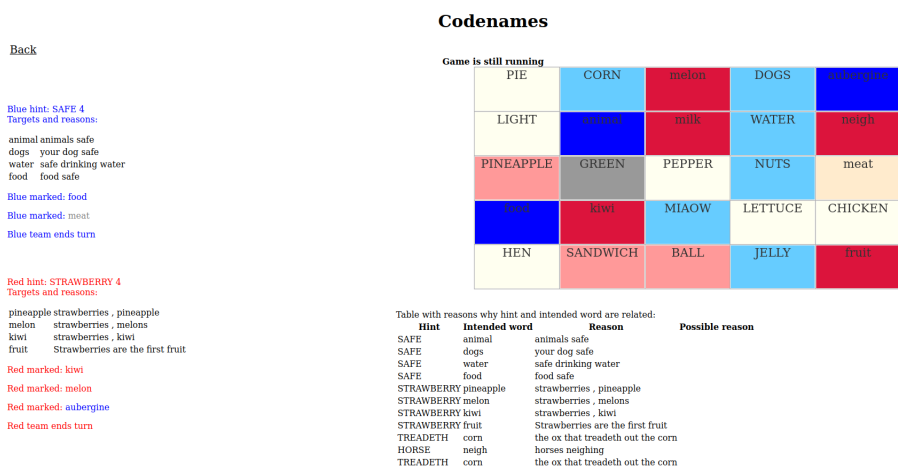 Codenames
Back
Game is still running
PIE CORN melon DOGS aubergine
LIGHT animal milk WATER neigh
PINEAPPLE GREEN PEPPER NUTS meat
food kiwi MIAOW LETTUCE CHICKEN
HEN SANDWICH BALL JELLY fruit
Blue hint: SAFE 4
Targets and reasons:
animal animals safe
dogs your dog safe
water safe drinking water
food food safe
Blue marked: food
Blue marked: meat
Blue team ends turn
Red hint: STRAWBERRY 4
Targets and reasons:
pineapple strawberries , pineapple
melon strawberries , melons
kiwi strawberries , kiwi
fruit Strawberries are the first fruit
Red marked: kiwi
Red marked: melon
Red marked: aubergine
Red team ends turn
Table with reasons why hint and intended word are related:
Hint Intended word Reason Possible reason
SAFE animal animals safe
SAFE dogs your dog safe
SAFE water safe drinking water
SAFE food food safe
STRAWBERRY pineapple strawberries , pineapple
STRAWBERRY melon strawberries , melons
STRAWBERRY kiwi strawberries , kiwi
STRAWBERRY fruit Strawberries are the first fruit
TREADETH corn the ox that treadeth out the corn
HORSE neigh horses neighing
TREADETH corn the ox that treadeth out the corn